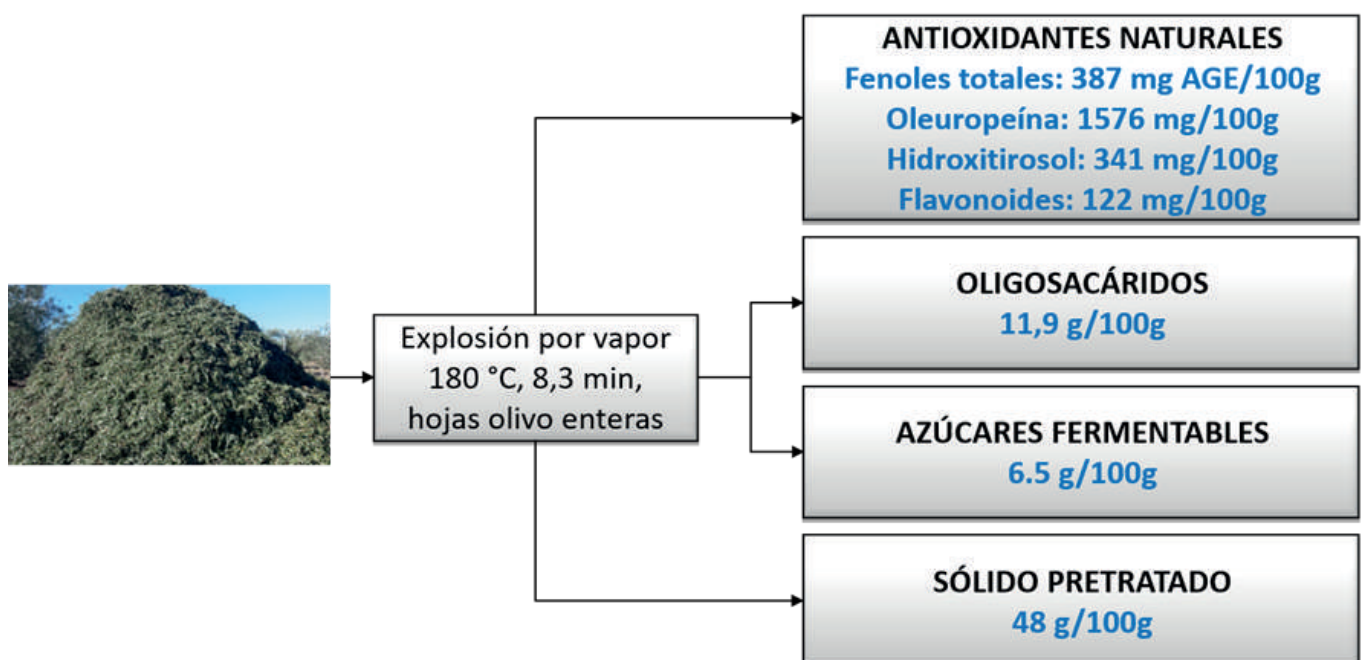 Explosión por vapor
180 °C, 8,3 min,
hojas olivo enteras
ANTIOXIDANTES NATURALES
Fenoles totales: 387 mg AGE/100g
Oleuropeína: 1576 mg/100g
Hidroxitirosol: 341 mg/100g
Flavonoides: 122 mg/100g
OLIGOSACÁRIDOS
11,9 g/100g
AZÚCARES FERMENTABLES
6.5 g/100g
SÓLIDO PRETRATADO
48 g/100g